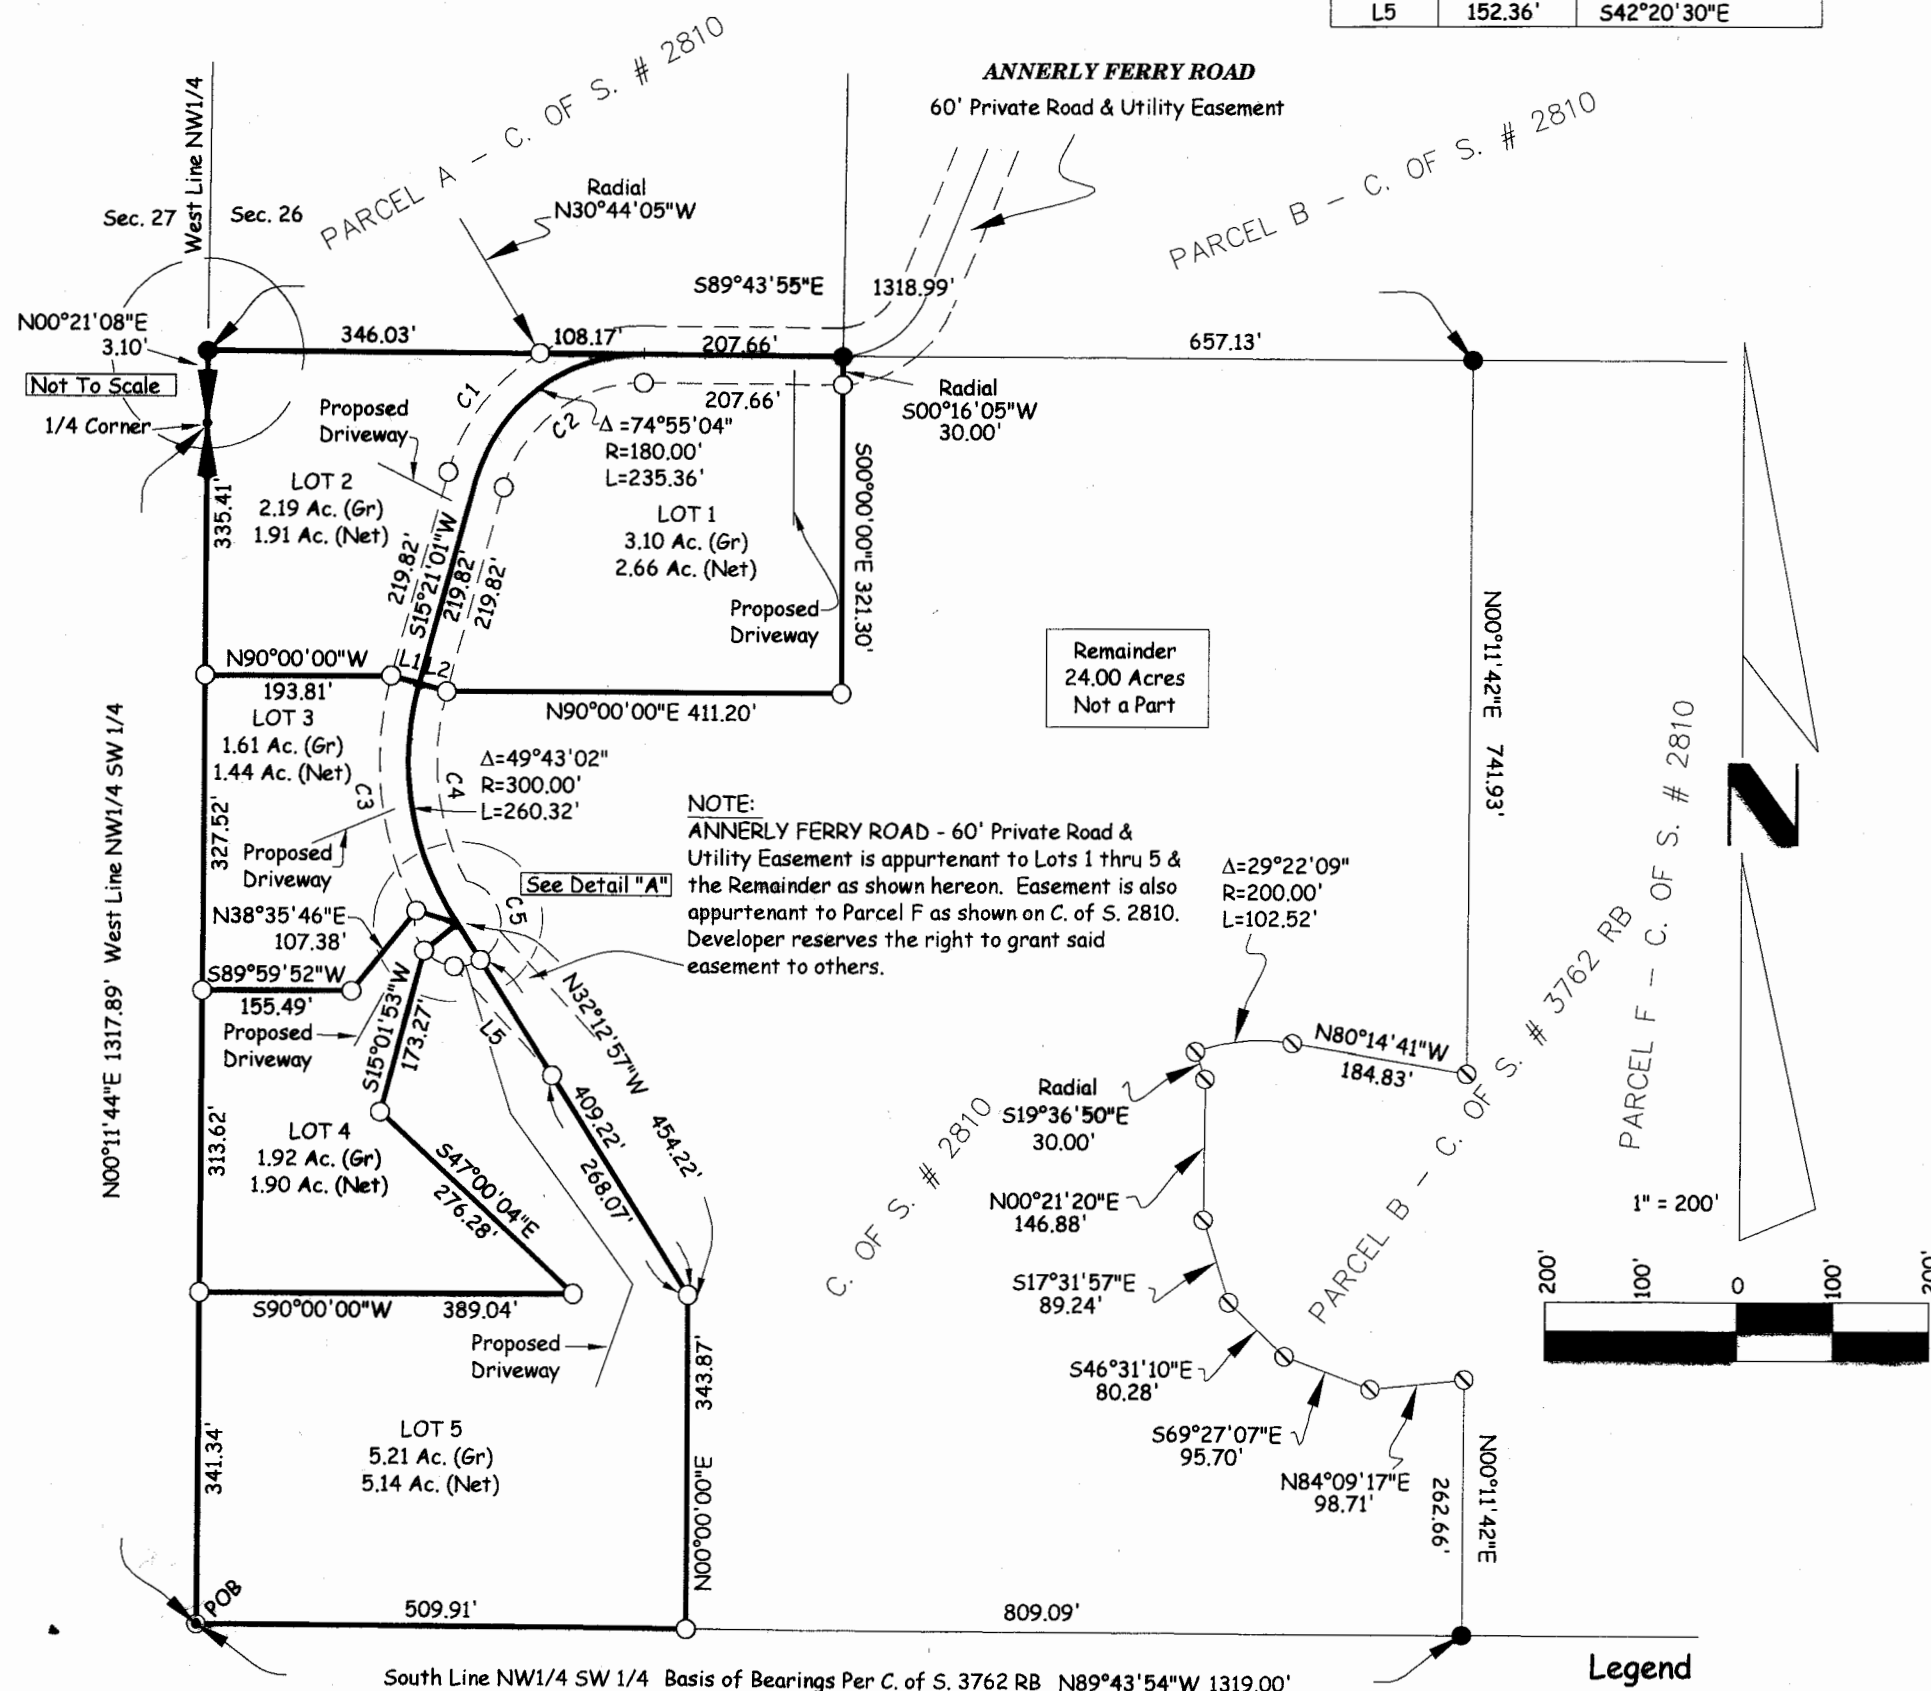 L5 152.36' S42°20'30"E
ANNERLY FERRY ROAD
60' Private Road & Utility Easement
PARCEL A - C. OF S. # 2810
PARCEL B - C. OF S. # 2810
West Line NW1/4
Sec. 27 Sec. 26
Radial
N30°44'05"W
S89°43'55"E 1318.99'
N00°21'08"E
3.10'
346.03'
108.17'
207.66'
657.13'
Not To Scale
1/4 Corner
Proposed
Driveway
C1
C2
207.66'
Radial
S00°16'05"W
30.00'
Δ=74°55'04"
R=180.00'
L=235.36'
335.41'
LOT 2
2.19 Ac. (Gr)
1.91 Ac. (Net)
219.82'
S15°21'01"W
219.82'
219.82'
LOT 1
3.10 Ac. (Gr)
2.66 Ac. (Net)
S00°00'00"E 321.30'
Proposed
Driveway
N00°11'42"E 741.93'
Remainder
24.00 Acres
Not a Part
N90°00'00"W
193.81'
L1 L2
N90°00'00"E 411.20'
LOT 3
1.61 Ac. (Gr)
1.44 Ac. (Net)
C3
C4
Δ=49°43'02"
R=300.00'
L=260.32'
327.52'
Proposed
Driveway
N00°11'44"E 1317.89' West Line NW1/4 SW 1/4
NOTE:
ANNERLY FERRY ROAD - 60' Private Road &
Utility Easement is appurtenant to Lots 1 thru 5 &
the Remainder as shown hereon. Easement is also
appurtenant to Parcel F as shown on C. of S. 2810.
Developer reserves the right to grant said
easement to others.
See Detail "A"
C5
Δ=29°22'09"
R=200.00'
L=102.52'
N38°35'46"E
107.38'
S89°59'52"W
155.49'
Proposed
Driveway
S15°01'53"W
173.27'
L5
N32°12'57"W 454.22'
409.22'
268.07'
313.62'
LOT 4
1.92 Ac. (Gr)
1.90 Ac. (Net)
S47°00'04"E
276.28'
S90°00'00"W 389.04'
Proposed
Driveway
343.87'
N00°00'00"E
LOT 5
5.21 Ac. (Gr)
5.14 Ac. (Net)
341.34'
POB
509.91'
809.09'
South Line NW1/4 SW 1/4 Basis of Bearings Per C. of S. 3762 RB N89°43'54"W 1319.00'
C. OF S. # 2810
N80°14'41"W
184.83'
Radial
S19°36'50"E
30.00'
N00°21'20"E
146.88'
S17°31'57"E
89.24'
S46°31'10"E
80.28'
S69°27'07"E
95.70'
N84°09'17"E
98.71'
N00°11'42"E
262.66'
PARCEL B - C. OF S. # 3762 RB
PARCEL F - C. OF S. # 2810
N
1" = 200'
200' 100' 0 100' 200'
Legend